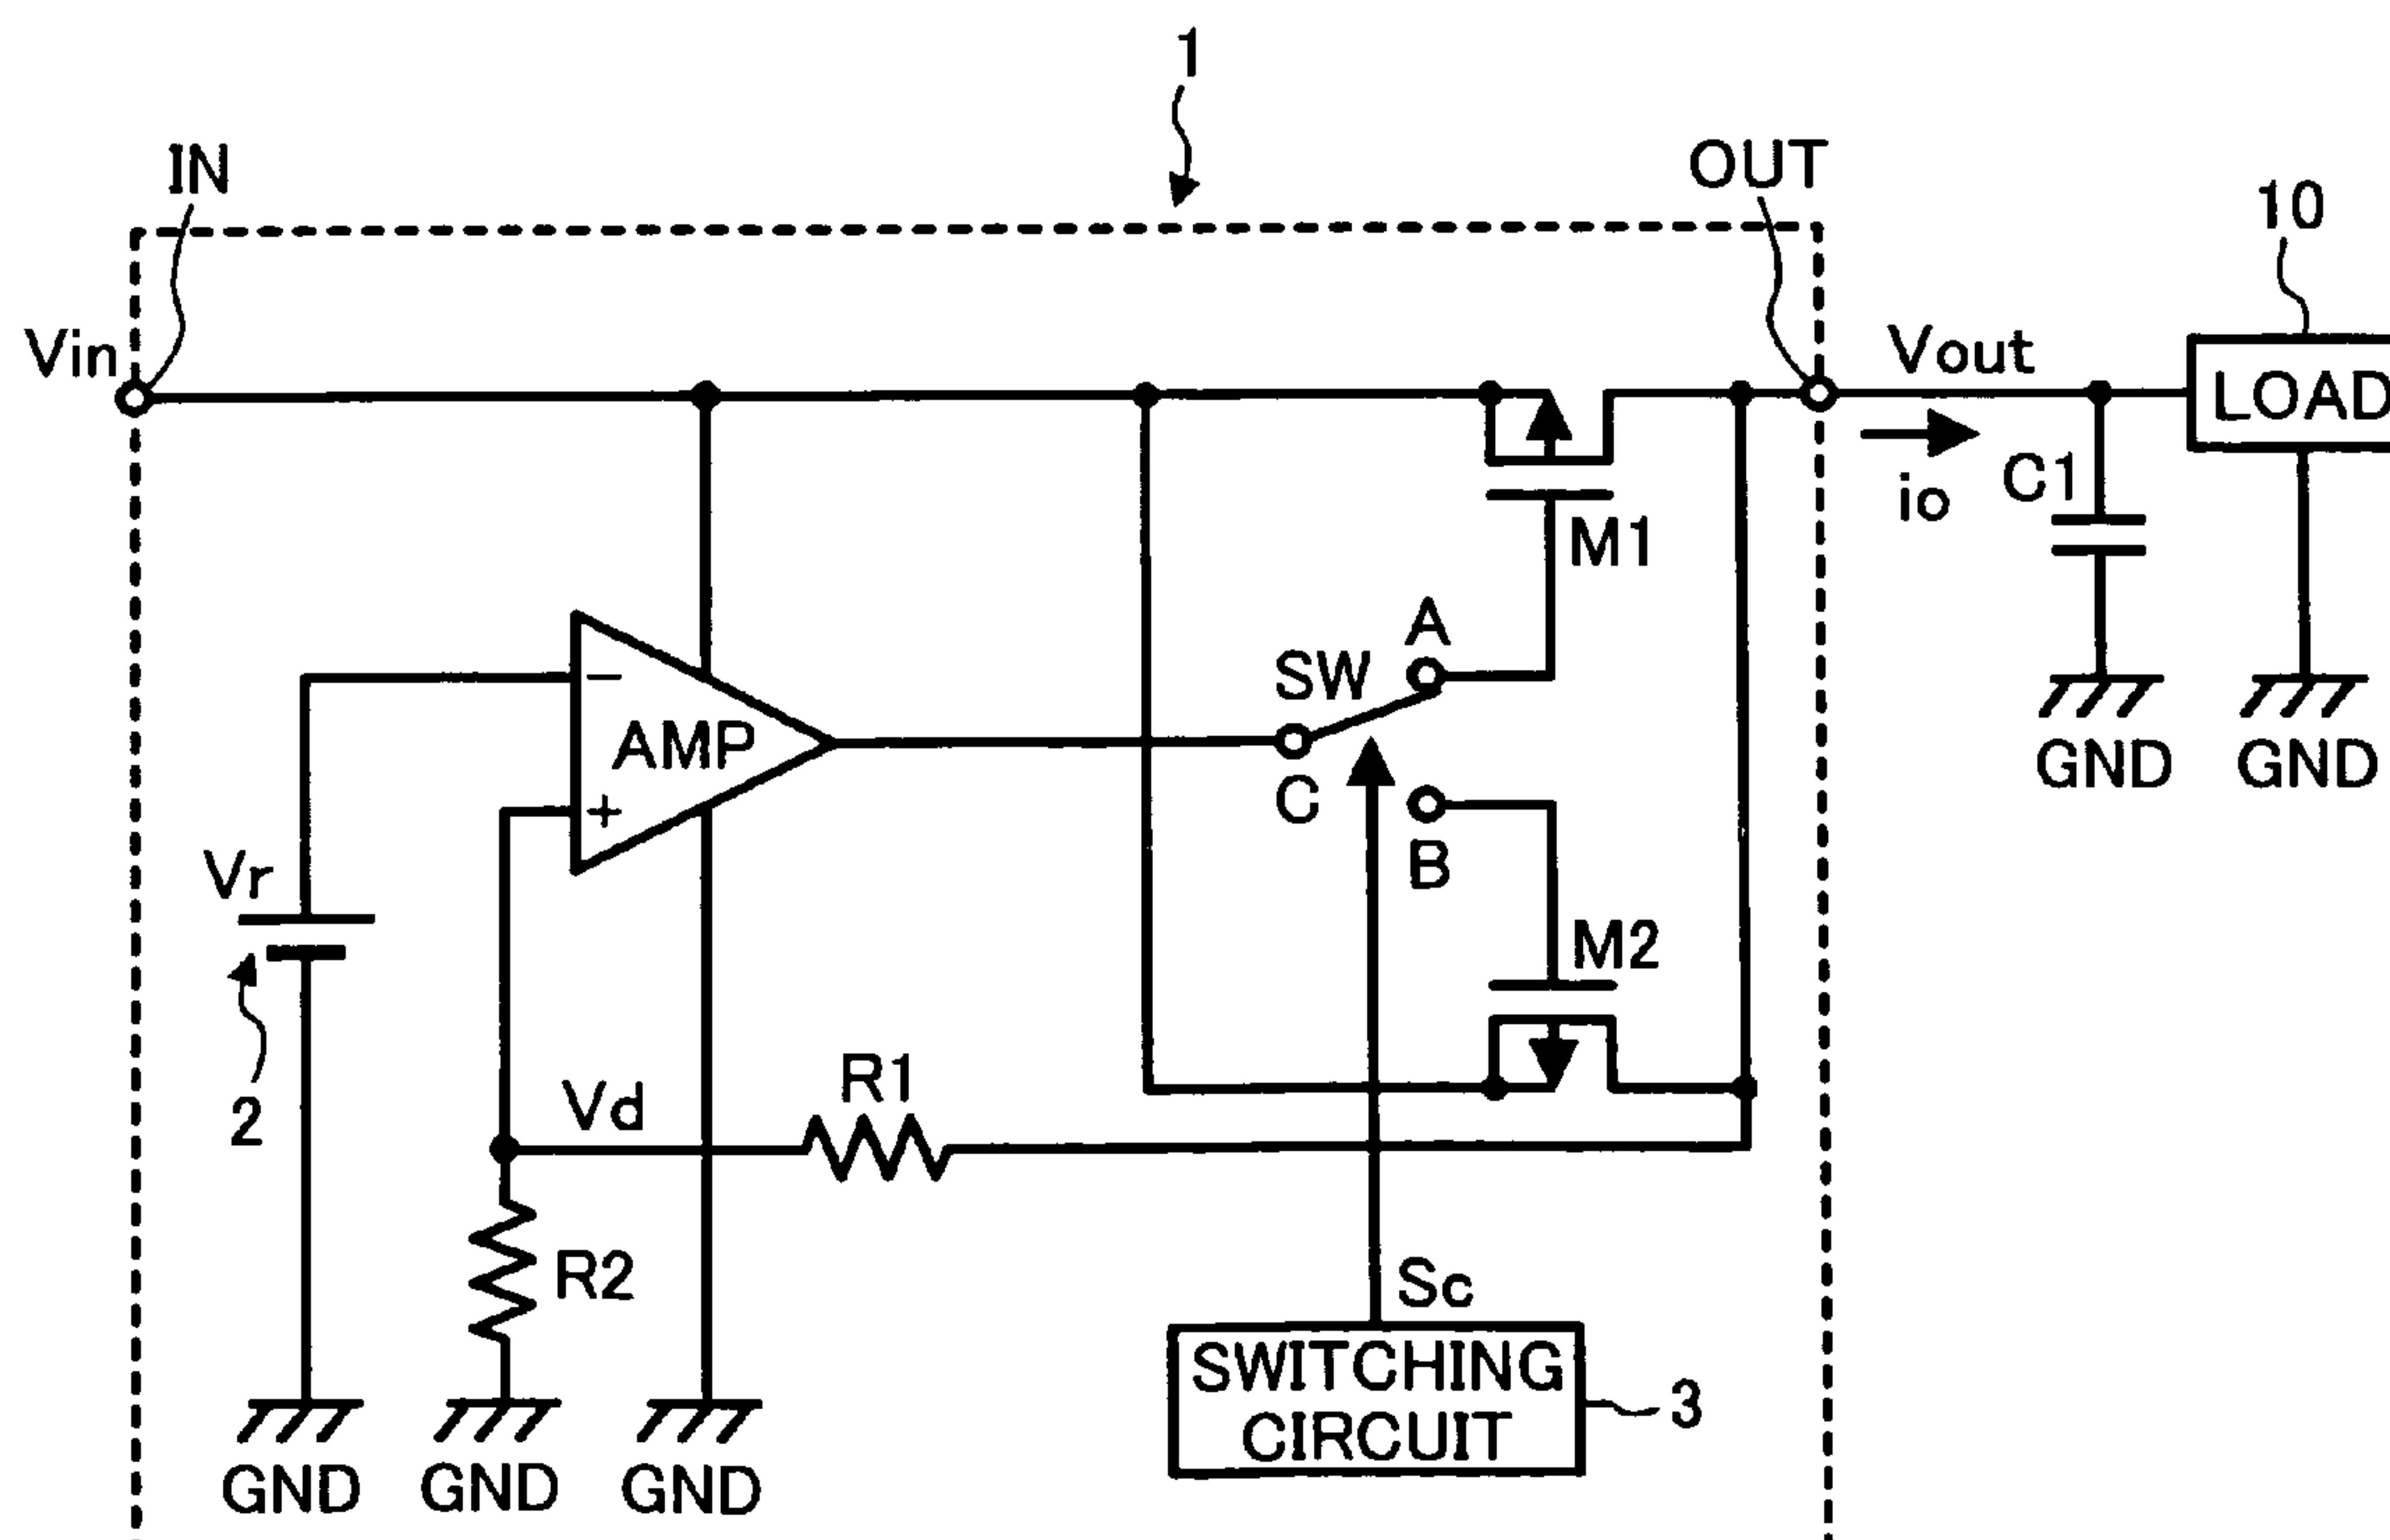 1
IN
OUT
10
Vin
Vout
LOAD
io
C1
M1
A
SW
−
AMP
+
C
B
GND
GND
Vr
M2
2
Vd
R1
R2
Sc
SWITCHING
CIRCUIT
3
GND
GND
GND